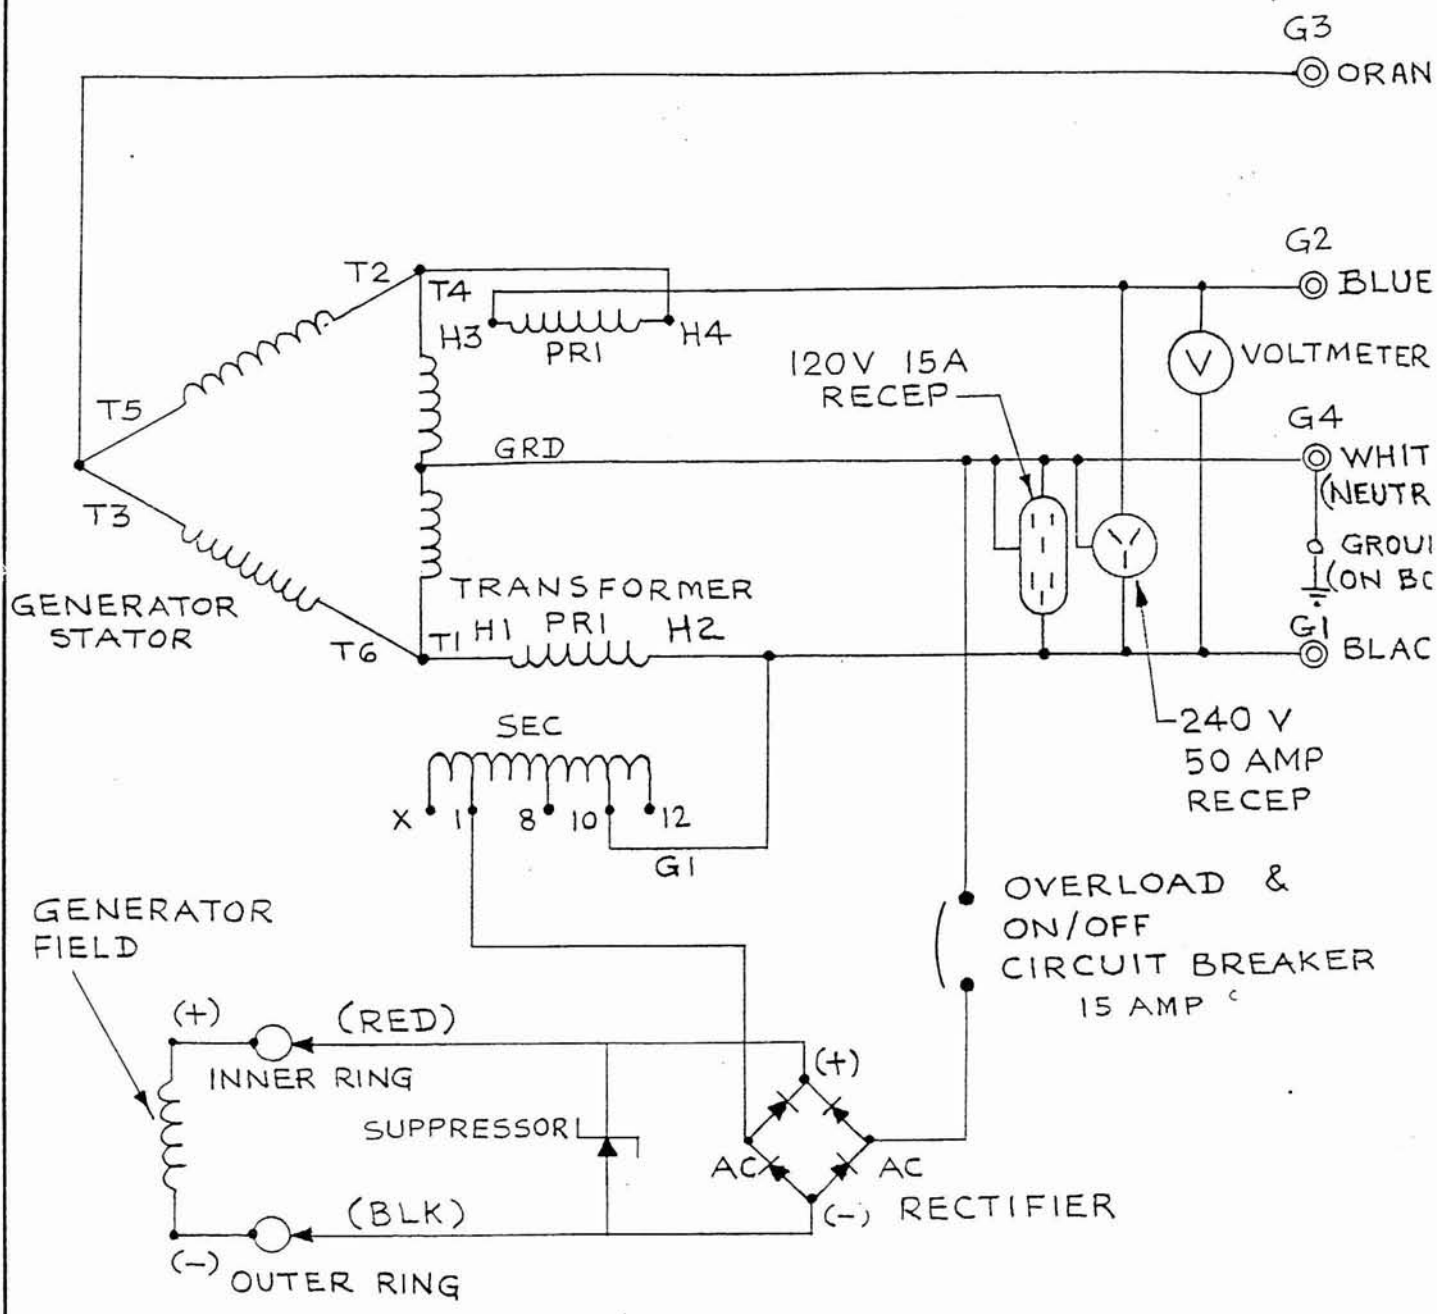 G3
ORAN
G2
BLUE
T2
T4
H3
PRI
H4
VOLTMETER
V
120V 15A
RECEP
T5
G4
WHIT
(NEUTR
GRD
T3
GROUI
(ON BC
GENERATOR
STATOR
TRANSFORMER
T6
T1
H1
PRI
H2
G1
BLAC
SEC
240 V
50 AMP
RECEP
X
1
8
10
12
G1
OVERLOAD &
ON/OFF
CIRCUIT BREAKER
15 AMP
GENERATOR
FIELD
(+)
(RED)
INNER RING
(+)
SUPPRESSOR
AC
AC
(BLK)
(-)
RECTIFIER
(-)
OUTER RING